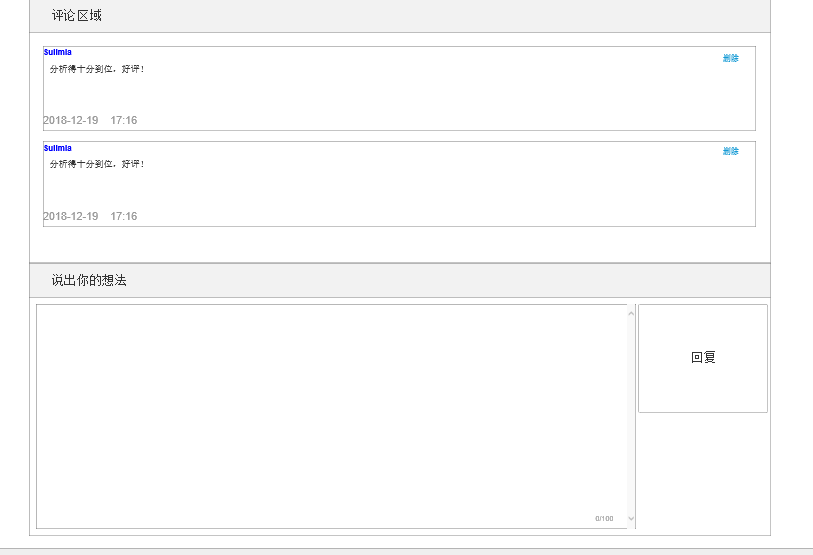 评论区域
Sulimia
删除
分析得十分到位，好评！
2018-12-19 17:16
Sulimia
删除
分析得十分到位，好评！
2018-12-19 17:16
说出你的想法
回复
0/100